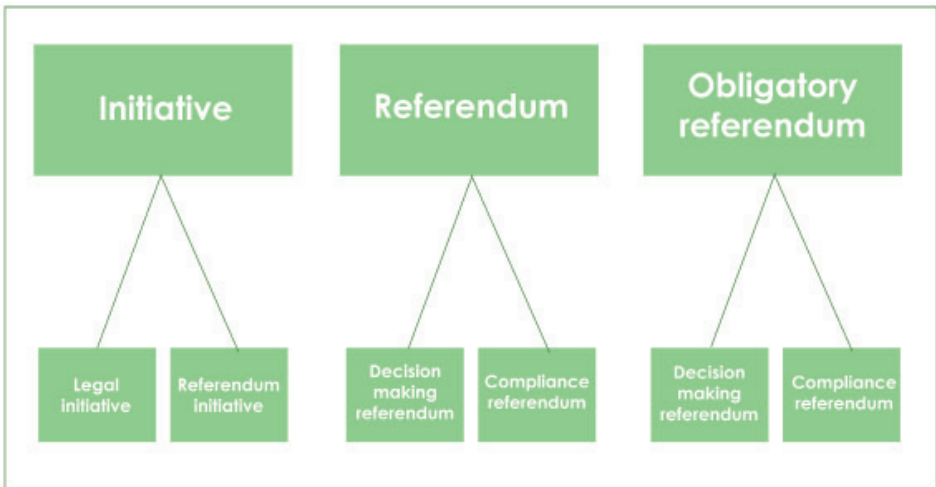 Initiative
Referendum
Obligatory
referendum
Legal
initiative
Referendum
initiative
Decision
making
referendum
Compliance
referendum
Decision
making
referendum
Compliance
referendum